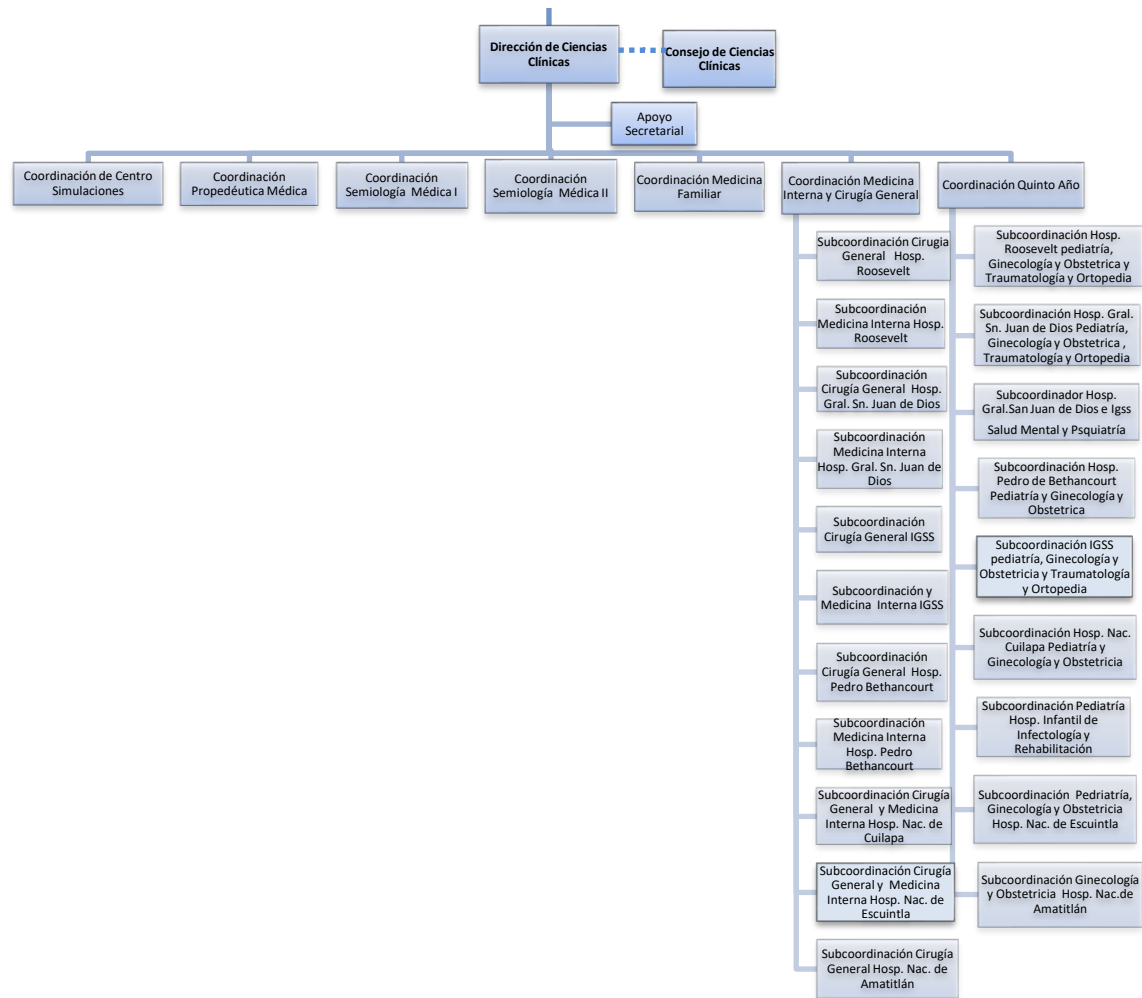 Dirección de Ciencias
Clínicas
Consejo de Ciencias
Clínicas
Apoyo
Secretarial
Coordinación de Centro
Simulaciones
Coordinación
Propedéutica Médica
Coordinación
Semiología Médica I
Coordinación
Semiología Médica II
Coordinación Medicina
Familiar
Coordinación Medicina
Interna y Cirugía General
Coordinación Quinto Año
Subcoordinación Cirugia
General Hosp.
Roosevelt
Subcoordinación
Medicina Interna Hosp.
Roosevelt
Subcoordinación
Cirugía General Hosp.
Gral. Sn. Juan de Dios
Subcoordinación
Medicina Interna
Hosp. Gral. Sn. Juan de
Dios
Subcoordinación
Cirugía General IGSS
Subcoordinación y
Medicina Interna IGSS
Subcoordinación
Cirugía General Hosp.
Pedro Bethancourt
Subcoordinación
Medicina Interna
Hosp. Pedro
Bethancourt
Subcoordinación Cirugía
General y Medicina
Interna Hosp. Nac. de
Cuilapa
Subcoordinación Cirugía
General y Medicina
Interna Hosp. Nac. de
Escuintla
Subcoordinación Cirugía
General Hosp. Nac. de
Amatitlán
Subcoordinación Hosp.
Roosevelt pediatría,
Ginecología y Obstetrica y
Traumatología y Ortopedia
Subcoordinación Hosp. Gral.
Sn. Juan de Dios Pediatría,
Ginecología y Obstetrica ,
Traumatología y Ortopedia
Subcoordinador Hosp.
Gral.San Juan de Dios e Igss
Salud Mental y Psquiatría
Subcoordinación Hosp.
Pedro de Bethancourt
Pediatría y Ginecología y
Obstetrica
Subcoordinación IGSS
pediatría, Ginecología y
Obstetricia y Traumatología
y Ortopedia
Subcoordinación Hosp. Nac.
Cuilapa Pediatría y
Ginecología y Obstetricia
Subcoordinación Pediatría
Hosp. Infantil de
Infectología y
Rehabilitación
Subcoordinación Pedriatría,
Ginecología y Obstetricia
Hosp. Nac. de Escuintla
Subcoordinación Ginecología
y Obstetricia Hosp. Nac.de
Amatitlán